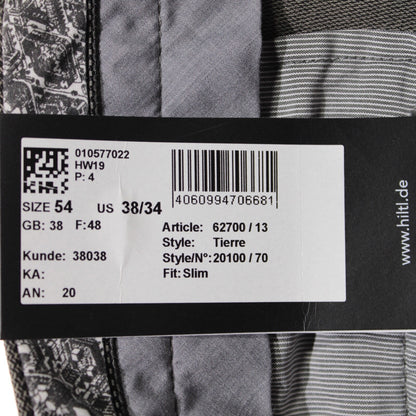 010577022
HW19
P: 4
4060994706681
SIZE 54 US 38/34
GB: 38 F: 48
Article: 62700 / 13
Style: Tierre
Kunde: 38038
Style/N°: 20100 / 70
KA:
Fit: Slim
AN: 20
www.hiltl.de